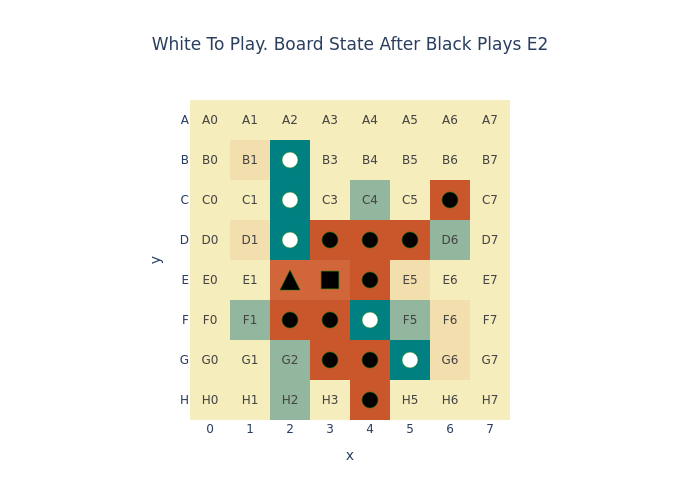 White To Play. Board State After Black Plays E2
A A0 A1 A2 A3 A4 A5 A6 A7
B B0 B1 B3 B4 B5 B6 B7
C C0 C1 C3 C4 C5 C7
D D0 D1 D6 D7
E E0 E1 E5 E6 E7
F F0 F1 F5 F6 F7
G G0 G1 G2 G6 G7
H H0 H1 H2 H3 H5 H6 H7
0 1 2 3 4 5 6 7
x
y